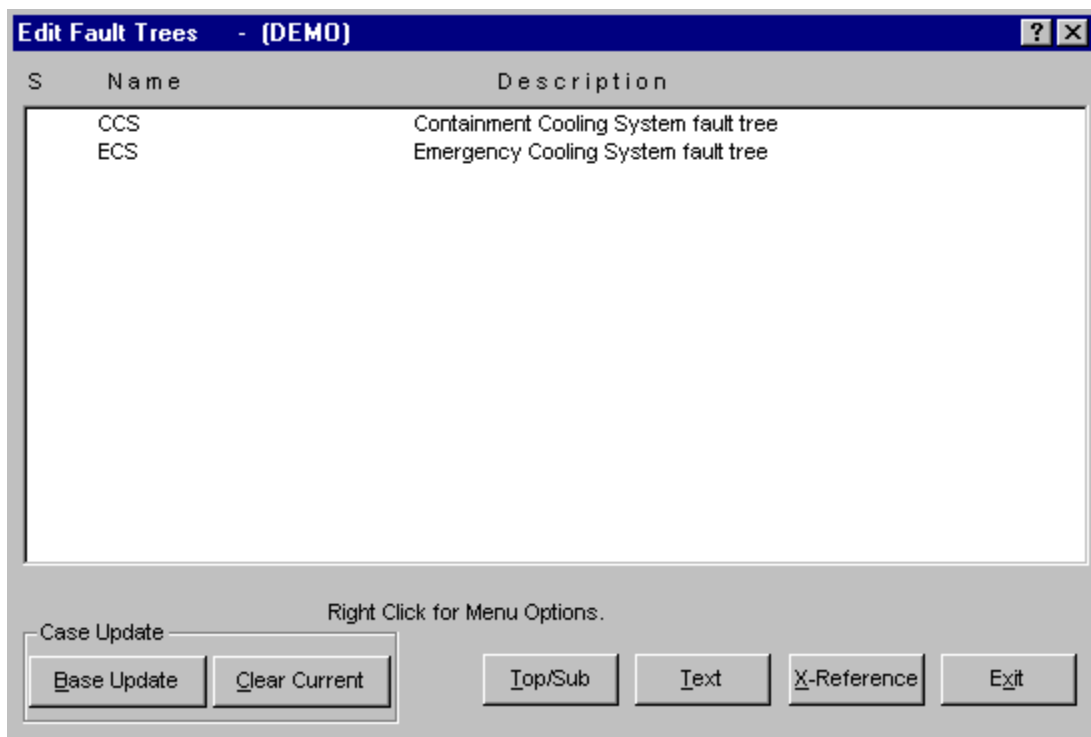 Edit Fault Trees - (DEMO)
S Name Description
CCS Containment Cooling System fault tree
ECS Emergency Cooling System fault tree
Right Click for Menu Options.
Case Update
Base Update Clear Current Top/Sub Text X-Reference Exit